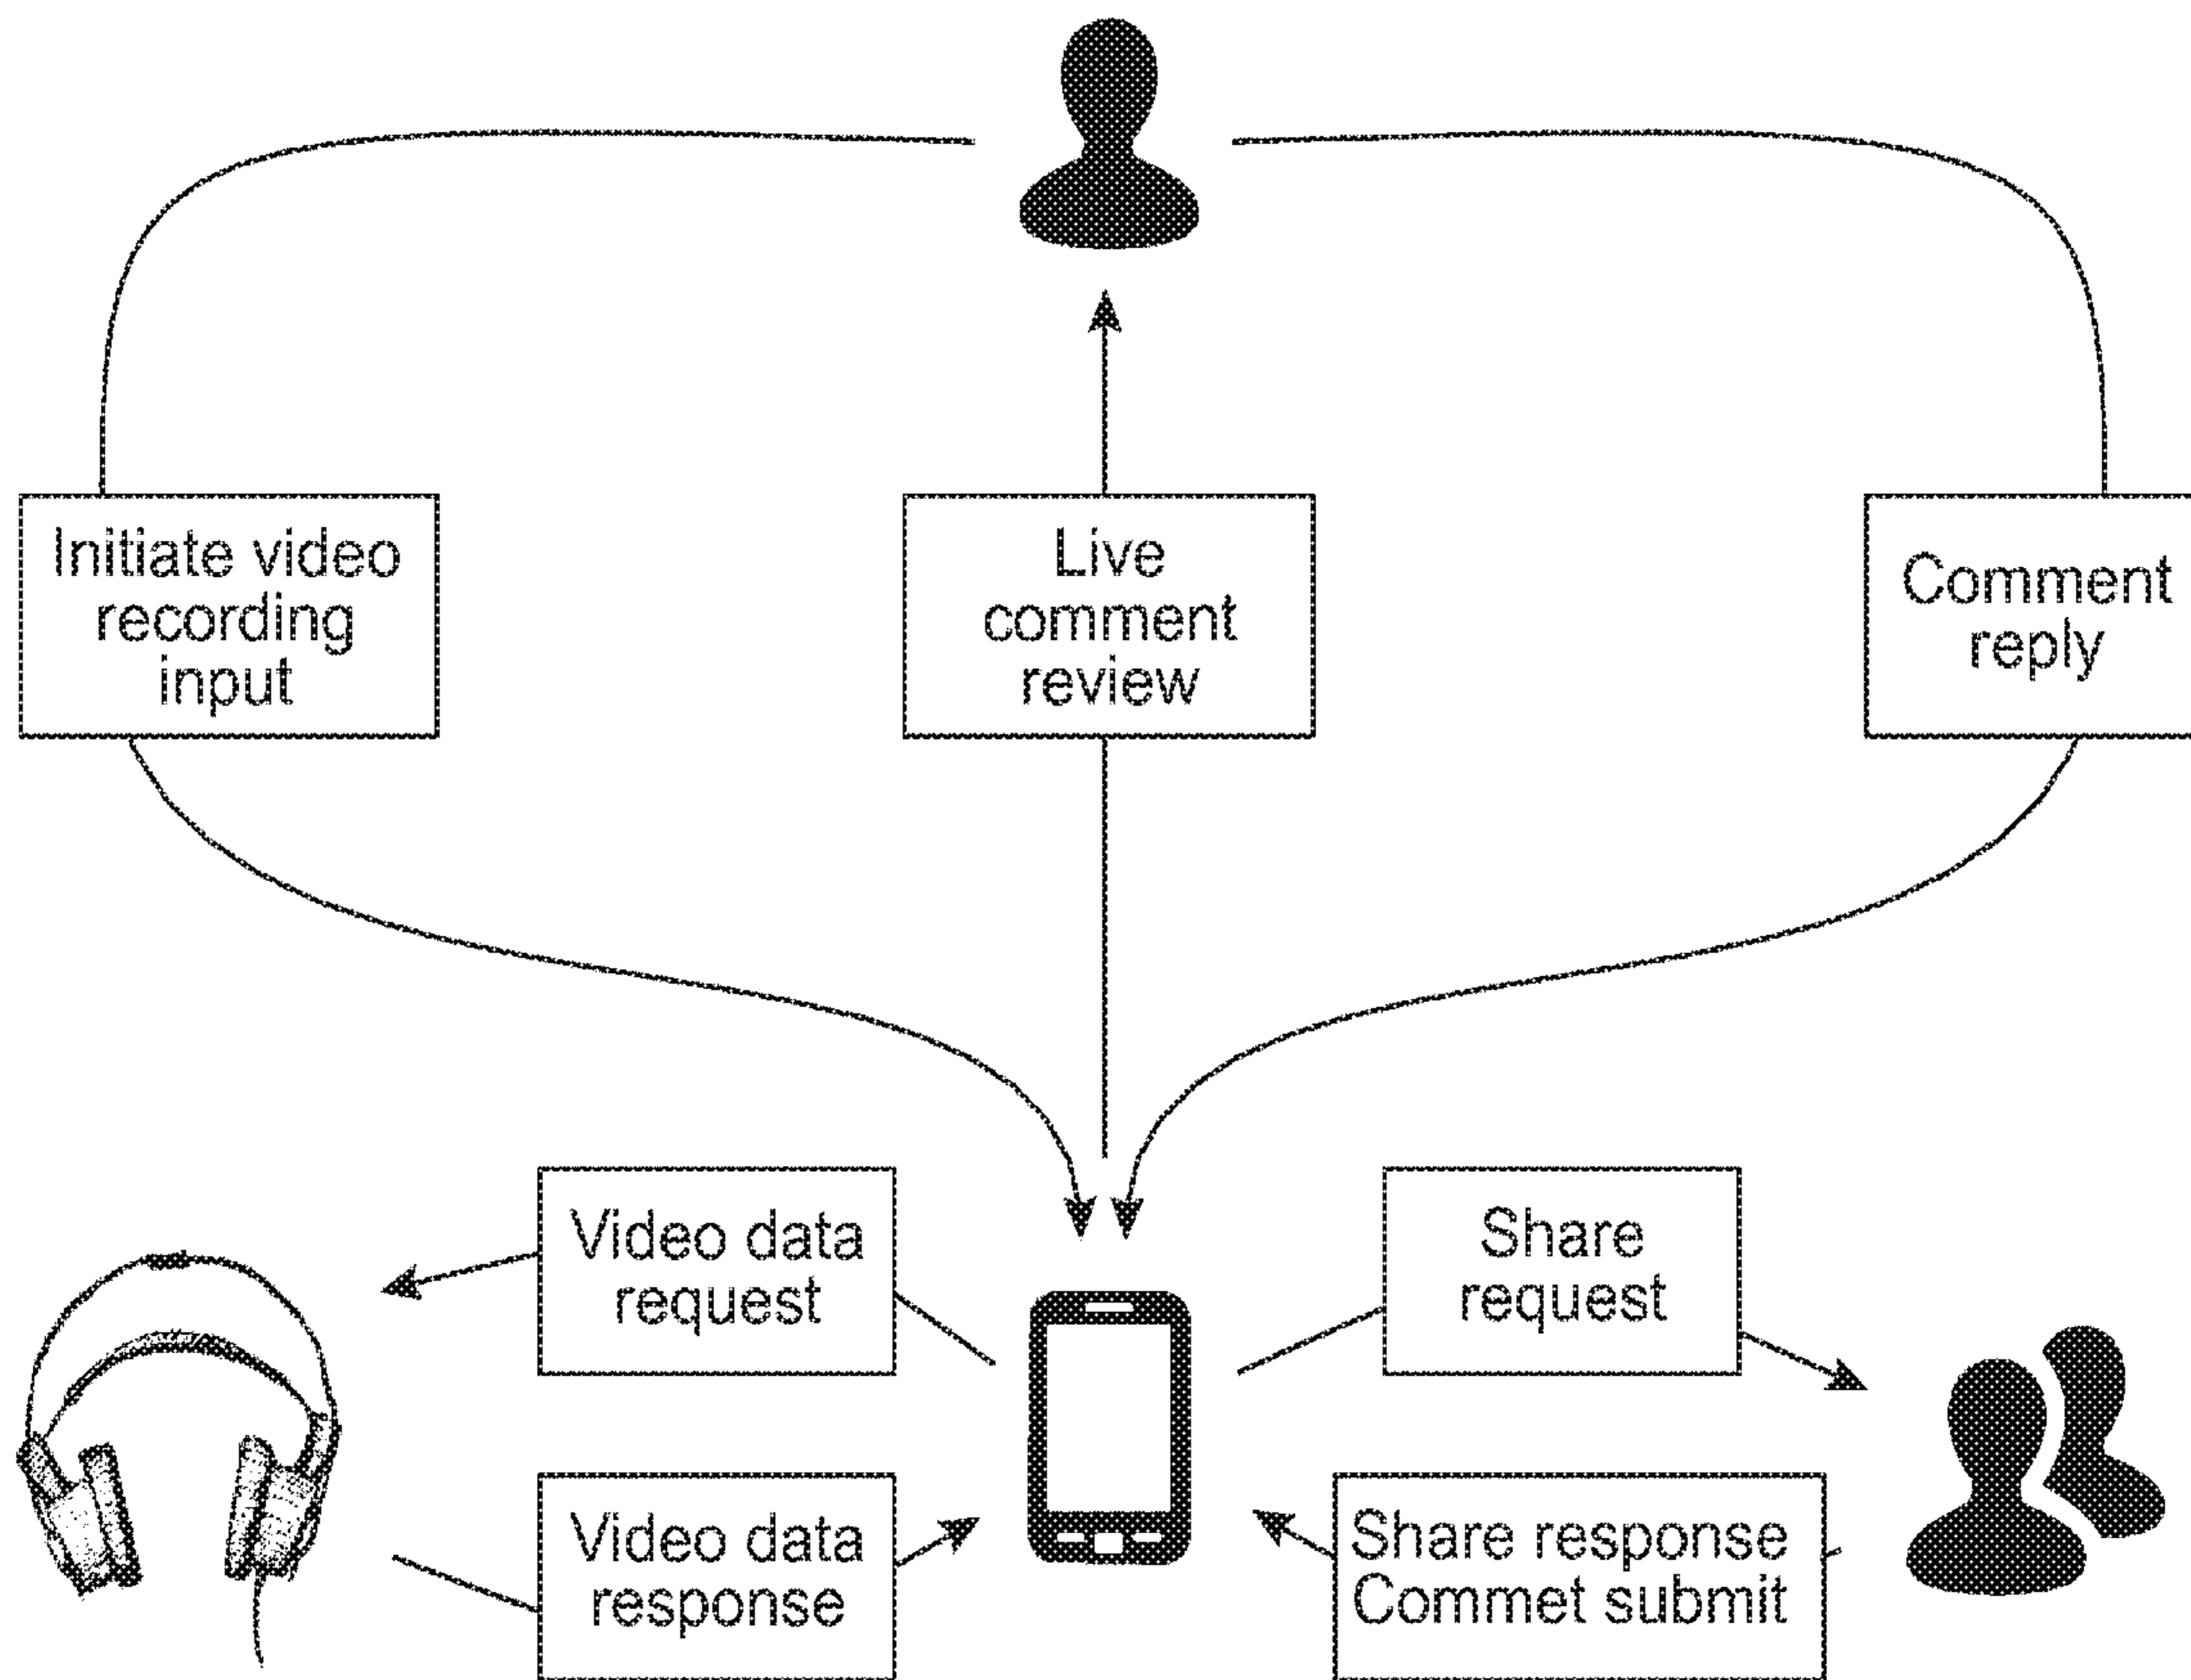 Initiate video
recording
input
Live
comment
review
Comment
reply
Video data
request
Share
request
Video data
response
Share response
Commet submit